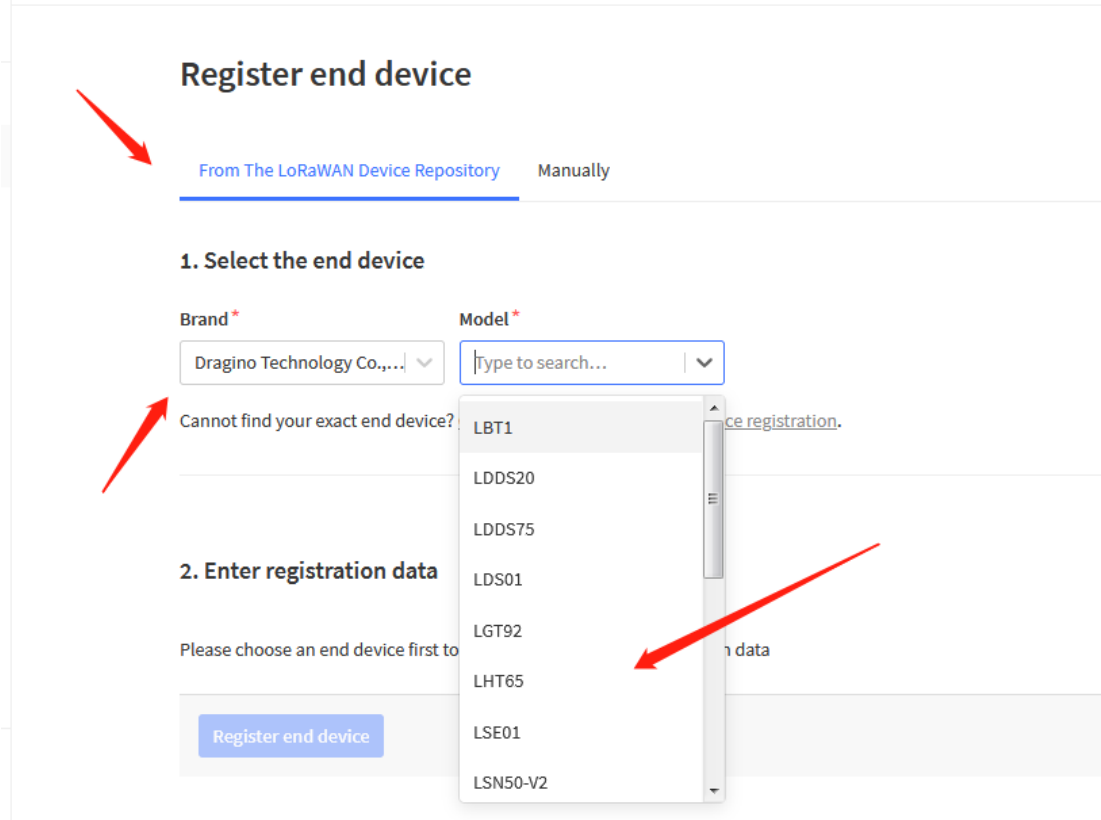 Register end device
From The LoRaWAN Device Repository Manually
1. Select the end device
Brand* Model*
Dragino Technology Co.,... Type to search...
Cannot find your exact end device? ce registration.
LBT1
LDDS20
LDDS75
LDS01
2. Enter registration data
LGT92
Please choose an end device first to n data
LHT65
LSE01
Register end device
LSN50-V2